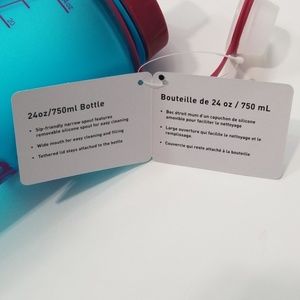 20
24oz/750ml Bottle
• Sip-friendly narrow spout features
removable silicone spout for easy cleaning
• Wide mouth for easy cleaning and filling
• Tethered lid stays attached to the bottle
Bouteille de 24 oz / 750 mL
• Bec étroit muni d'un capuchon de silicone
amovible pour faciliter le nettoyage
• Large ouverture qui facilite le nettoyage et le
remplissage.
• Couvercle qui reste attaché à la bouteille